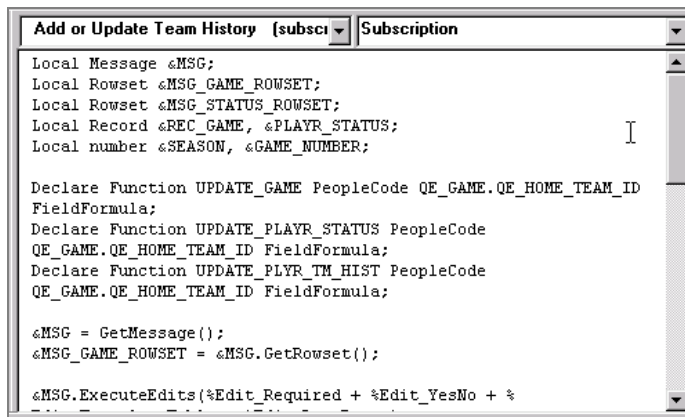 Add or Update Team History (subscr Subscription
Local Message &MSG;
Local Rowset &MSG_GAME_ROWSET;
Local Rowset &MSG_STATUS_ROWSET;
Local Record &REC_GAME, &PLAYR_STATUS;
Local number &SEASON, &GAME_NUMBER;
Declare Function UPDATE_GAME PeopleCode QE_GAME.QE_HOME_TEAM_ID
FieldFormula;
Declare Function UPDATE_PLAYR_STATUS PeopleCode
QE_GAME.QE_HOME_TEAM_ID FieldFormula;
Declare Function UPDATE_PLYR_TM_HIST PeopleCode
QE_GAME.QE_HOME_TEAM_ID FieldFormula;
&MSG = GetMessage();
&MSG_GAME_ROWSET = &MSG.GetRowset();
&MSG.ExecuteEdits(%Edit_Required + %Edit_YesNo + %